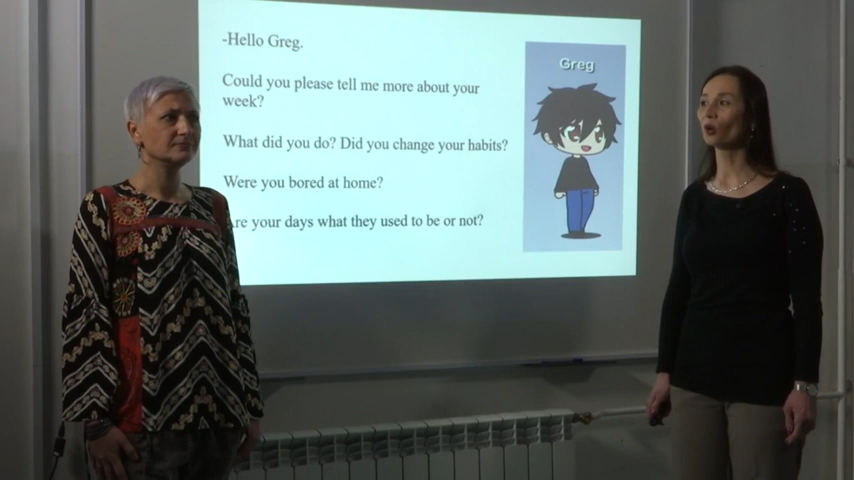 -Hello Greg.
Could you please tell me more about your
week?
What did you do? Did you change your habits?
Were you bored at home?
Are your days what they used to be or not?
Greg